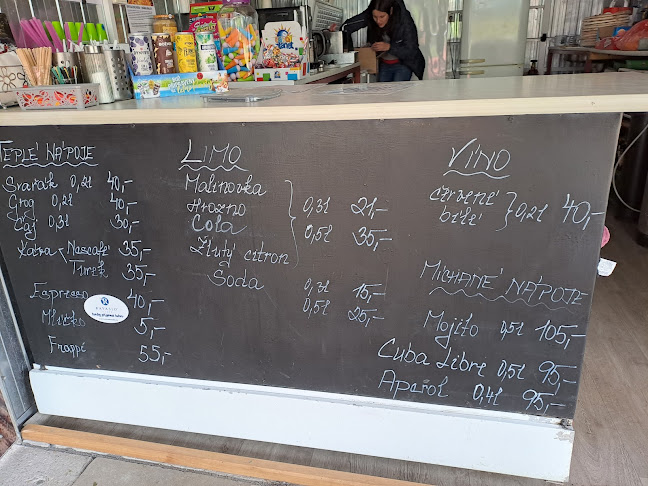 TEPLÉ NÁPOJE
Svařák 0,2l 40,-
Grog 0,2l 40,-
Čaj 0,3l 30,-
Káva Nescafé 35,-
Turek 35,-
Espresso 40,-
Mlíčko 5,-
Frappé 55,-
LIMO
Malinovka
Hrozno
Cola
Žlutý citron
0,3l 21,-
0,5l 35,-
Soda 0,3l 15,-
0,5l 25,-
VÍNO
červené
bílé
0,2l 40,-
MÍCHANÉ NÁPOJE
Mojito 0,5l 105,-
Cuba Libre 0,5l 95,-
Aperol 0,4l 95,-